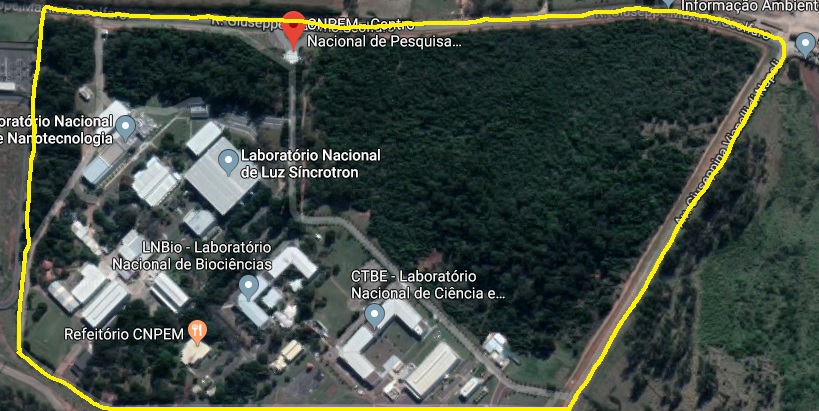 Informação Ambient
CNPEM - Centro
Nacional de Pesquisa...
oratório Nacional
e Nanotecnologia
Laboratório Nacional
de Luz Síncrotron
LNBio - Laboratório
Nacional de Biociências
CTBE - Laboratório
Nacional de Ciência e...
Refeitório CNPEM